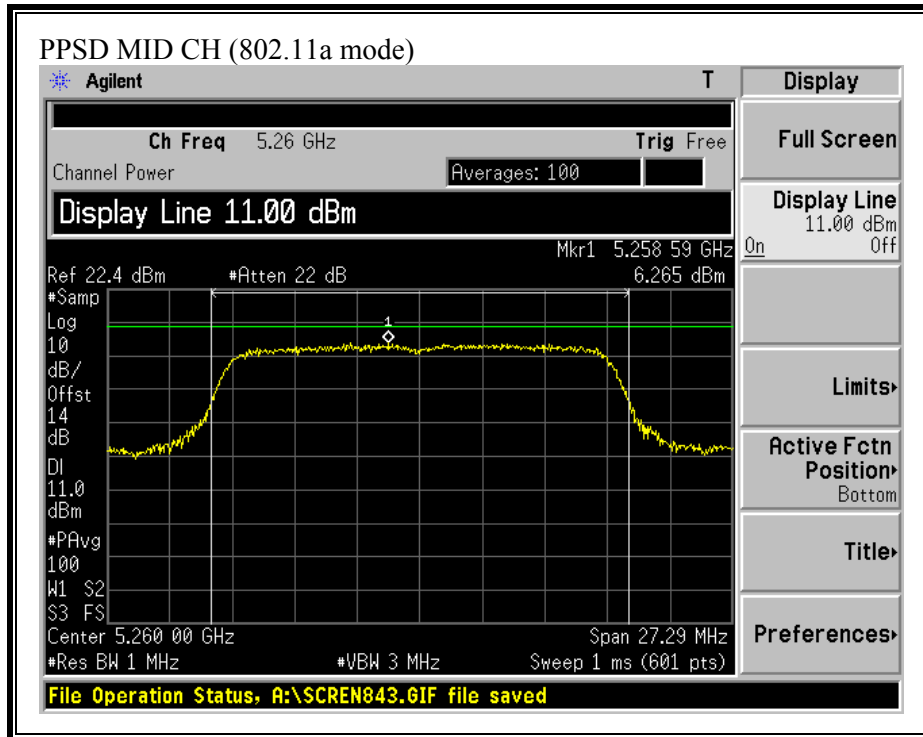 PPSD MID CH (802.11a mode)
Agilent T
Ch Freq 5.26 GHz Trig Free
Channel Power Averages: 100
Display Line 11.00 dBm
Mkr1 5.258 59 GHz
Ref 22.4 dBm #Atten 22 dB 6.265 dBm
#Samp
Log
10
dB/
Offst
14
dB
DI
11.0
dBm
#PAvg
100
W1 S2
S3 FS
1
Center 5.260 00 GHz Span 27.29 MHz
#Res BW 1 MHz #VBW 3 MHz Sweep 1 ms (601 pts)
File Operation Status, A:\SCREN843.GIF file saved
Display
Full Screen
Display Line
11.00 dBm
On Off
Limits
Active Fctn
Position
Bottom
Title
Preferences